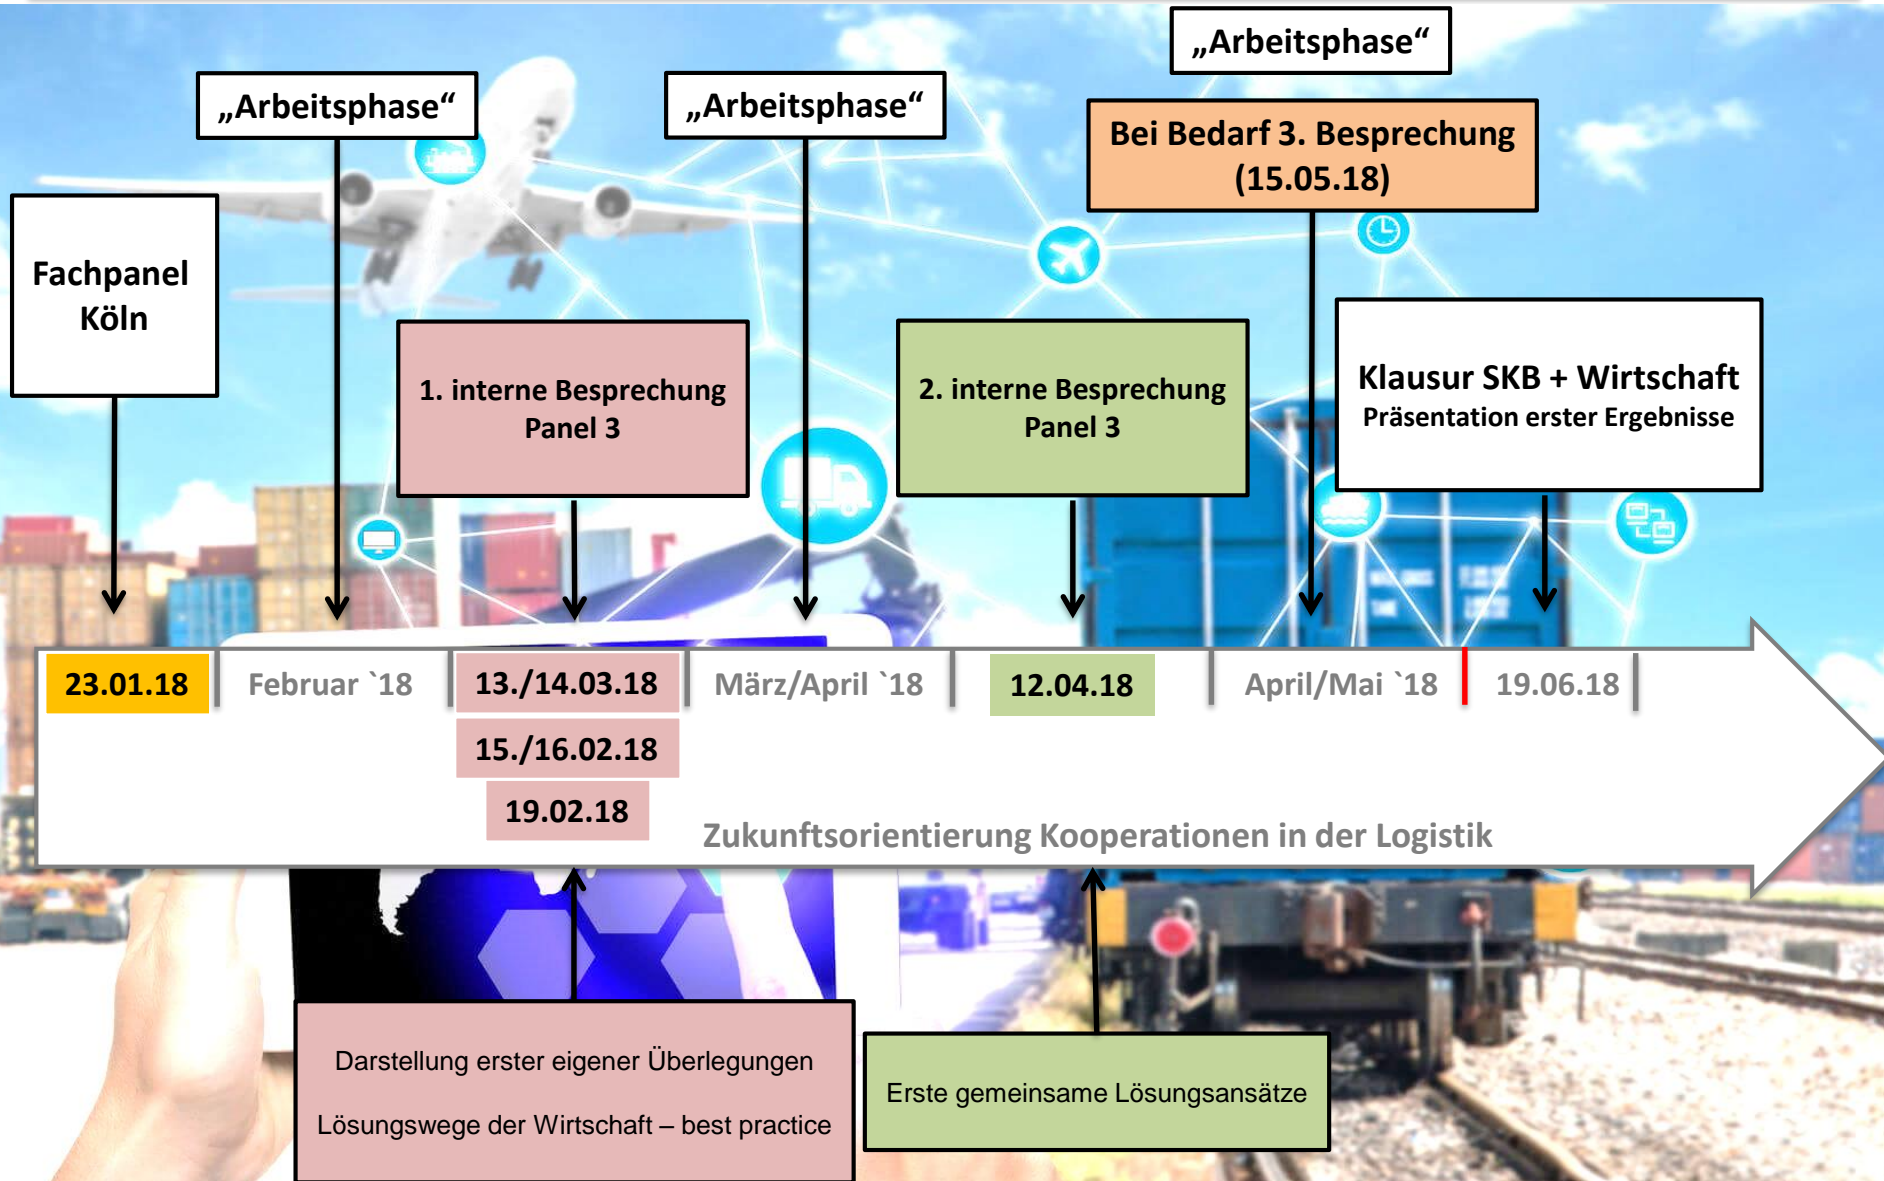 „Arbeitsphase“
„Arbeitsphase“
„Arbeitsphase“
Bei Bedarf 3. Besprechung
(15.05.18)
Fachpanel
Köln
1. interne Besprechung
Panel 3
2. interne Besprechung
Panel 3
Klausur SKB + Wirtschaft
Präsentation erster Ergebnisse
23.01.18
Februar `18
13./14.03.18
März/April `18
12.04.18
April/Mai `18
19.06.18
15./16.02.18
19.02.18
Zukunftsorientierung Kooperationen in der Logistik
Darstellung erster eigener Überlegungen
Lösungswege der Wirtschaft – best practice
Erste gemeinsame Lösungsansätze